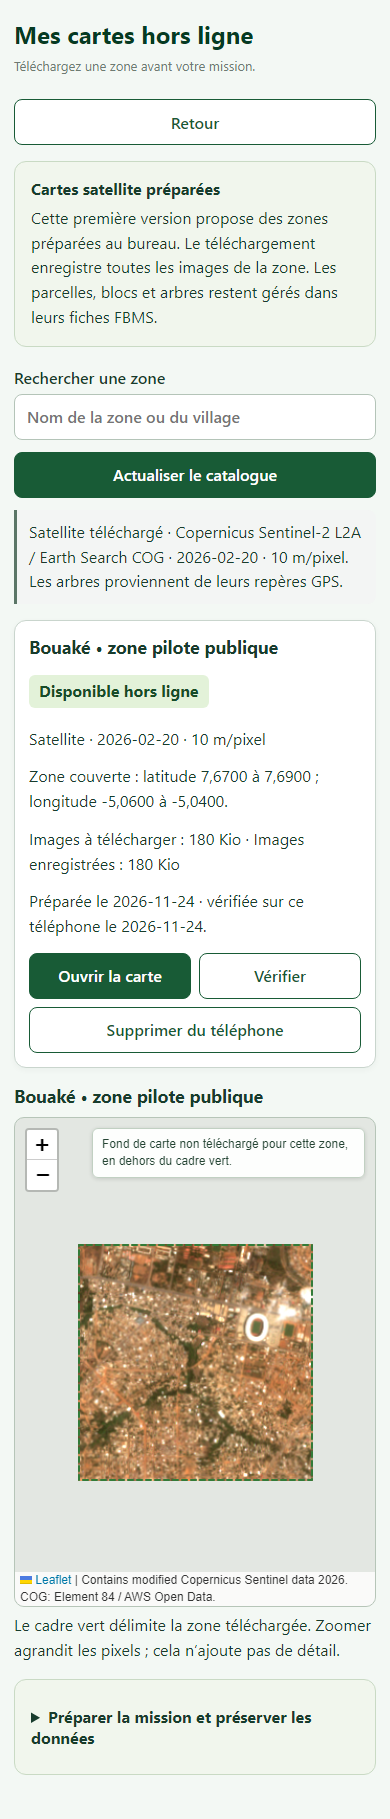 Mes cartes hors ligne
Téléchargez une zone avant votre mission.
Retour
Cartes satellite préparées
Cette première version propose des zones
préparées au bureau. Le téléchargement
enregistre toutes les images de la zone. Les
parcelles, blocs et arbres restent gérés dans
leurs fiches FBMS.
Rechercher une zone
Nom de la zone ou du village
Actualiser le catalogue
Satellite téléchargé · Copernicus Sentinel-2 L2A
/ Earth Search COG · 2026-02-20 · 10 m/pixel.
Les arbres proviennent de leurs repères GPS.
Bouaké • zone pilote publique
Disponible hors ligne
Satellite · 2026-02-20 · 10 m/pixel
Zone couverte : latitude 7,6700 à 7,6900 ;
longitude -5,0600 à -5,0400.
Images à télécharger : 180 Kio · Images
enregistrées : 180 Kio
Préparée le 2026-11-24 · vérifiée sur ce
téléphone le 2026-11-24.
Ouvrir la carte
Vérifier
Supprimer du téléphone
Bouaké • zone pilote publique
+
−
Fond de carte non téléchargé pour cette zone,
en dehors du cadre vert.
Leaflet | Contains modified Copernicus Sentinel data 2026.
COG: Element 84 / AWS Open Data.
Le cadre vert délimite la zone téléchargée. Zoomer
agrandit les pixels ; cela n’ajoute pas de détail.
▶ Préparer la mission et préserver les
données